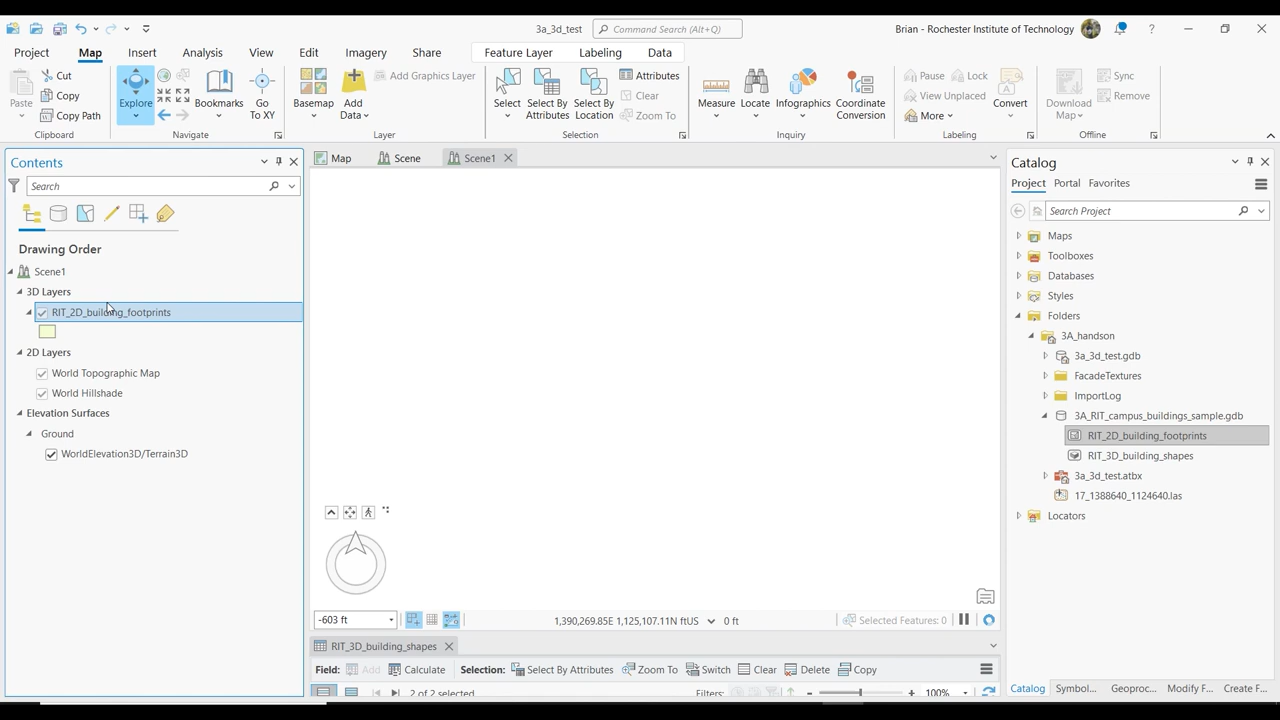 3a_3d_test
Command Search (Alt+Q)
Brian - Rochester Institute of Technology
?
Project
Map
Insert
Analysis
View
Edit
Imagery
Share
Feature Layer
Labeling
Data
Paste
Cut
Copy
Copy Path
Clipboard
Explore
Bookmarks
Go
To XY
Navigate
Basemap
Add
Data
Add Graphics Layer
Layer
Select
Select By
Attributes
Select By
Location
Attributes
Clear
Zoom To
Selection
Measure
Locate
Infographics
Coordinate
Conversion
Inquiry
Pause
Lock
View Unplaced
More
Convert
Labeling
Download
Map
Sync
Remove
Offline
Contents
Search
Drawing Order
Scene1
3D Layers
RIT_2D_building_footprints
2D Layers
World Topographic Map
World Hillshade
Elevation Surfaces
Ground
WorldElevation3D/Terrain3D
Map
Scene
Scene1
-603 ft
1,390,269.85E 1,125,107.11N ftUS
0 ft
Selected Features: 0
RIT_3D_building_shapes
Field:
Add
Calculate
Selection:
Select By Attributes
Zoom To
Switch
Clear
Delete
Copy
2 of 2 selected
Filters:
-
+
100%
Catalog
Project
Portal
Favorites
Search Project
Maps
Toolboxes
Databases
Styles
Folders
3A_handson
3a_3d_test.gdb
FacadeTextures
ImportLog
3A_RIT_campus_buildings_sample.gdb
RIT_2D_building_footprints
RIT_3D_building_shapes
3a_3d_test.atbx
17_1388640_1124640.las
Locators
Catalog
Symbol...
Geoproc...
Modify F...
Create F...